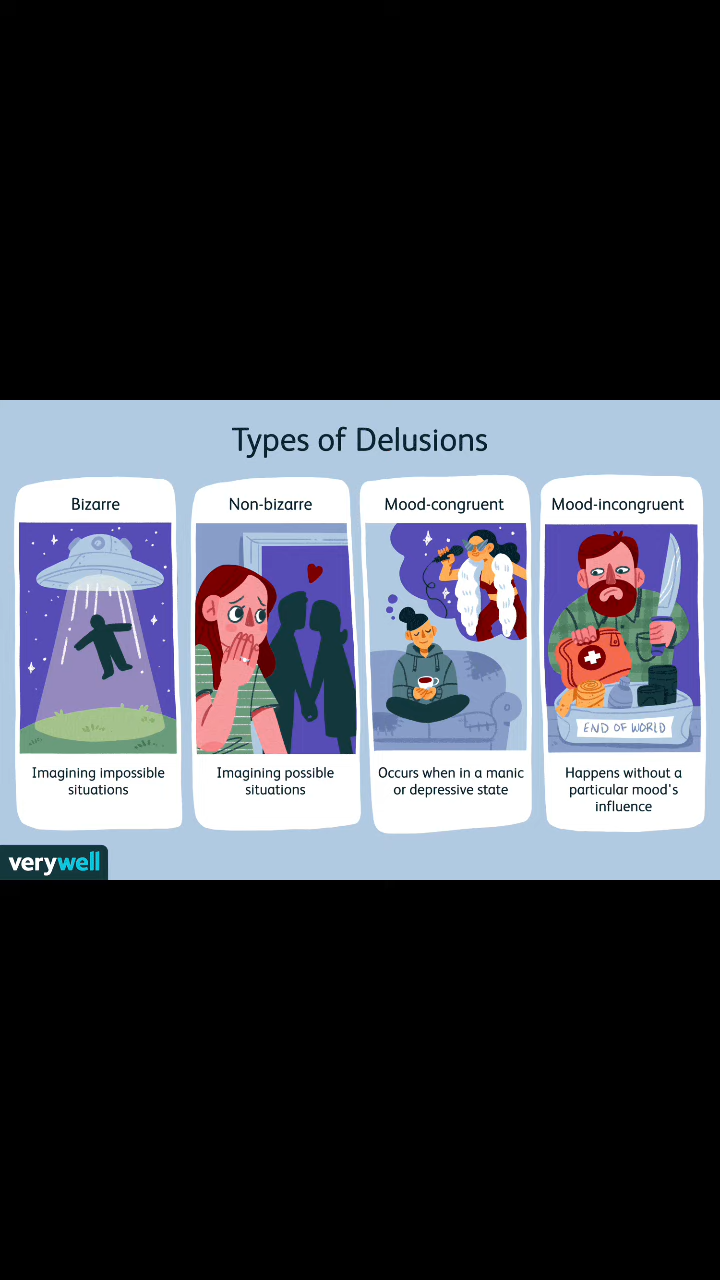 Types of Delusions
Bizarre
Imagining impossible
situations
Non-bizarre
Imagining possible
situations
Mood-congruent
Occurs when in a manic
or depressive state
Mood-incongruent
END OF WORLD
Happens without a
particular mood's
influence
verywell